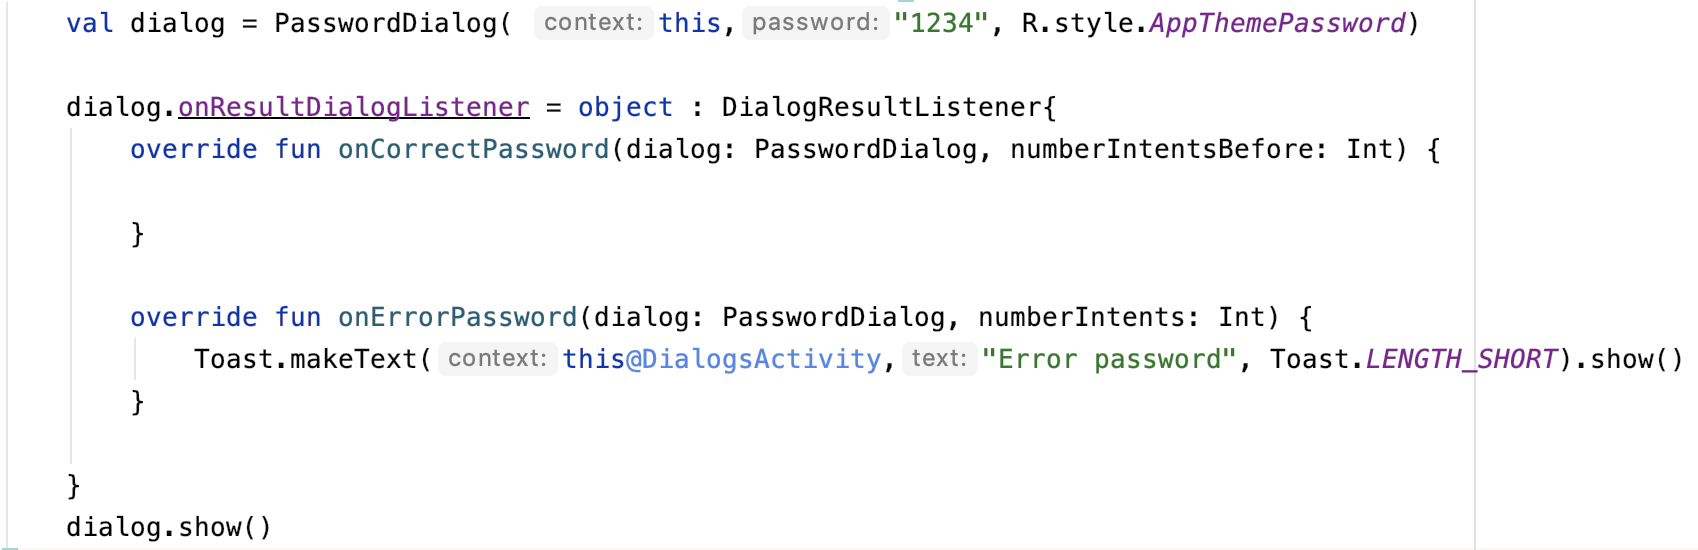 val dialog = PasswordDialog( context: this, password: "1234", R.style.AppThemePassword)
dialog.onResultDialogListener = object : DialogResultListener{
override fun onCorrectPassword(dialog: PasswordDialog, numberIntentsBefore: Int) {
}
override fun onErrorPassword(dialog: PasswordDialog, numberIntents: Int) {
Toast.makeText( context: this@DialogsActivity, text: "Error password", Toast.LENGTH_SHORT).show()
}
}
dialog.show()